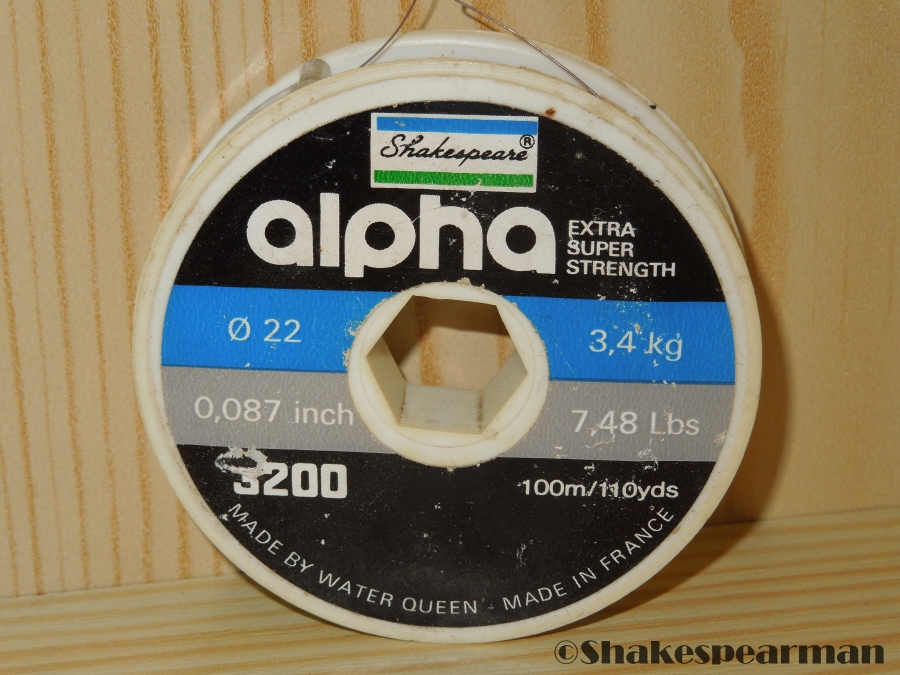 Shakespeare®
alpha
EXTRA
SUPER
STRENGTH
Ø 22
3,4 kg
0,087 inch
7,48 Lbs
3200
100m/110yds
MADE BY WATER QUEEN - MADE IN FRANCE
©Shakespearman